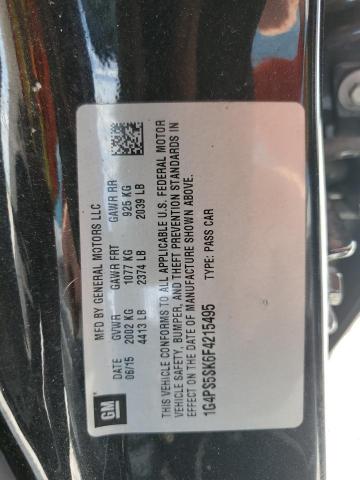 GM
MFD BY GENERAL MOTORS LLC
06/15 GVWR GAWR FRT GAWR RR
2002 KG 1077 KG 925 KG
4413 LB 2374 LB 2039 LB
THIS VEHICLE CONFORMS TO ALL APPLICABLE U.S. FEDERAL MOTOR
VEHICLE SAFETY, BUMPER, AND THEFT PREVENTION STANDARDS IN
EFFECT ON THE DATE OF MANUFACTURE SHOWN ABOVE.
1G4PS5SK6F4215495 TYPE: PASS CAR